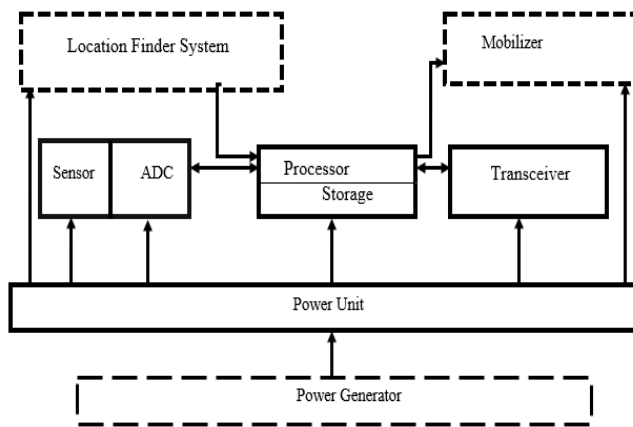 Location Finder System
Mobilizer
Sensor
ADC
Processor
Storage
Transceiver
Power Unit
Power Generator